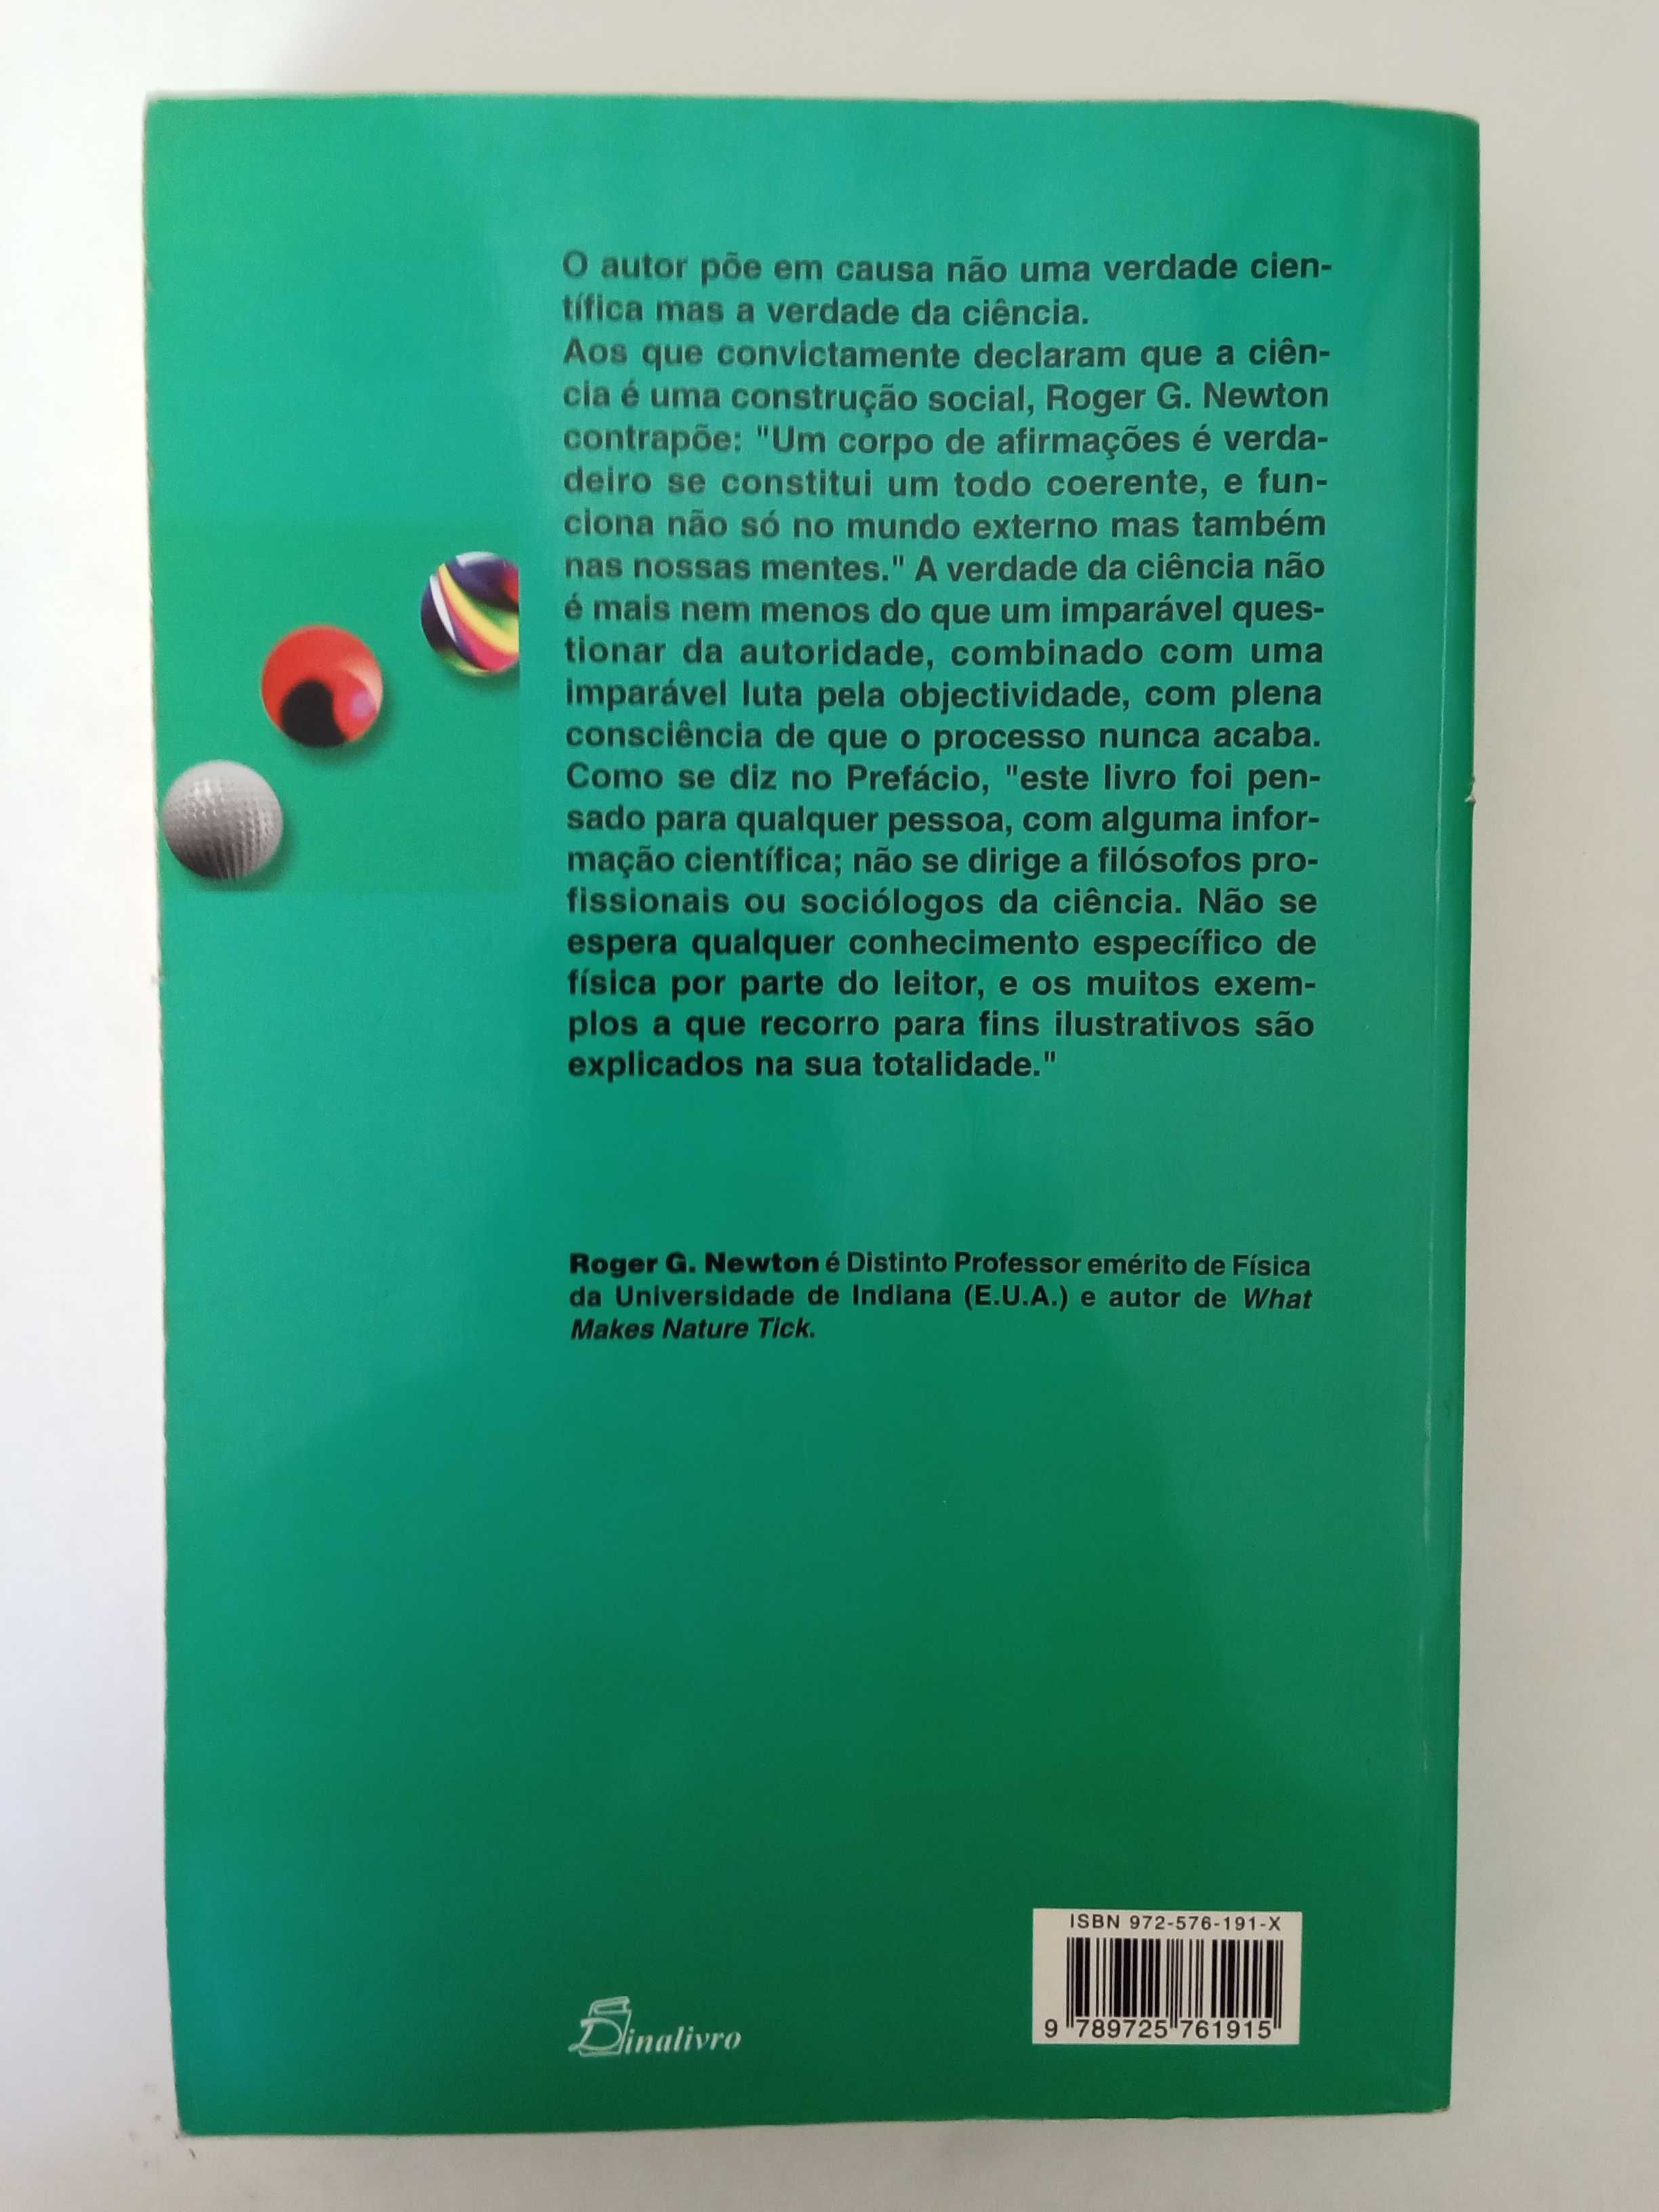 O autor põe em causa não uma verdade cien-
tífica mas a verdade da ciência.
Aos que convictamente declaram que a ciên-
cia é uma construção social, Roger G. Newton
contrapõe: "Um corpo de afirmações é verda-
deiro se constitui um todo coerente, e fun-
ciona não só no mundo externo mas também
nas nossas mentes." A verdade da ciência não
é mais nem menos do que um imparável ques-
tionar da autoridade, combinado com uma
imparável luta pela objectividade, com plena
consciência de que o processo nunca acaba.
Como se diz no Prefácio, "este livro foi pen-
sado para qualquer pessoa, com alguma infor-
mação científica; não se dirige a filósofos pro-
fissionais ou sociólogos da ciência. Não se
espera qualquer conhecimento específico de
física por parte do leitor, e os muitos exem-
plos a que recorro para fins ilustrativos são
explicados na sua totalidade."
Roger G. Newton é Distinto Professor emérito de Física
da Universidade de Indiana (E.U.A.) e autor de What
Makes Nature Tick.
ISBN 972-576-191-X
9 789725 761915
Dinalivro